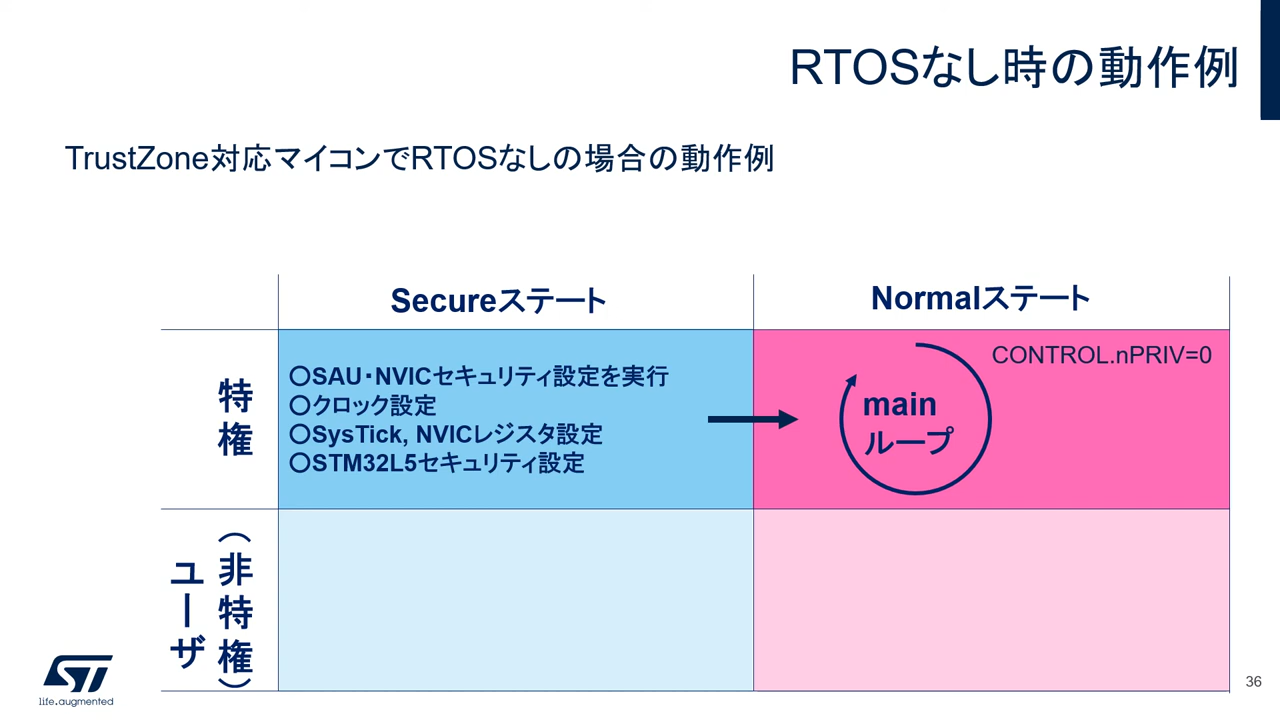 RTOSなし時の動作例
TrustZone対応マイコンでRTOSなしの場合の動作例
Secureステート
Normalステート
特権
〇SAU・NVICセキュリティ設定を実行
〇クロック設定
〇SysTick, NVICレジスタ設定
〇STM32L5セキュリティ設定
CONTROL.nPRIV=0
main
ループ
ユーザ
（非特権）
ST
life.augmented
36